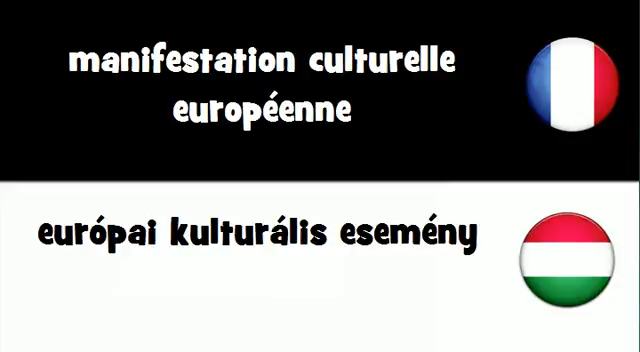 manifestation culturelle
européenne
európai kulturális esemény